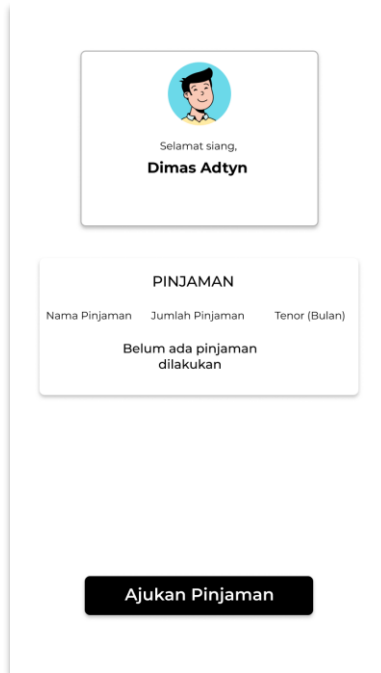 Selamat siang,
Dimas Adtyn
PINJAMAN
Nama Pinjaman Jumlah Pinjaman Tenor (Bulan)
Belum ada pinjaman
dilakukan
Ajukan Pinjaman